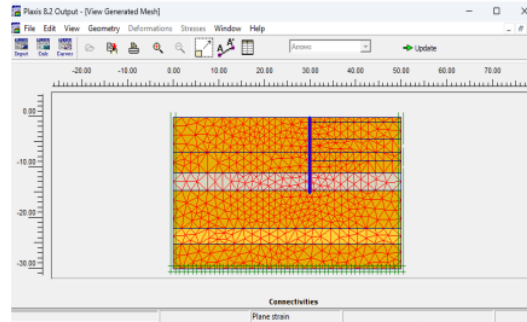 Plaxis 8.2 Output - [View Generated Mesh]
File Edit View Geometry Deformations Stresses Window Help
Input Calc Curves Arrows Update
-20.00 -10.00 0.00 10.00 20.00 30.00 40.00 50.00 60.00 70.00
0.00
-10.00
-20.00
-30.00
Connectivities
Plane strain